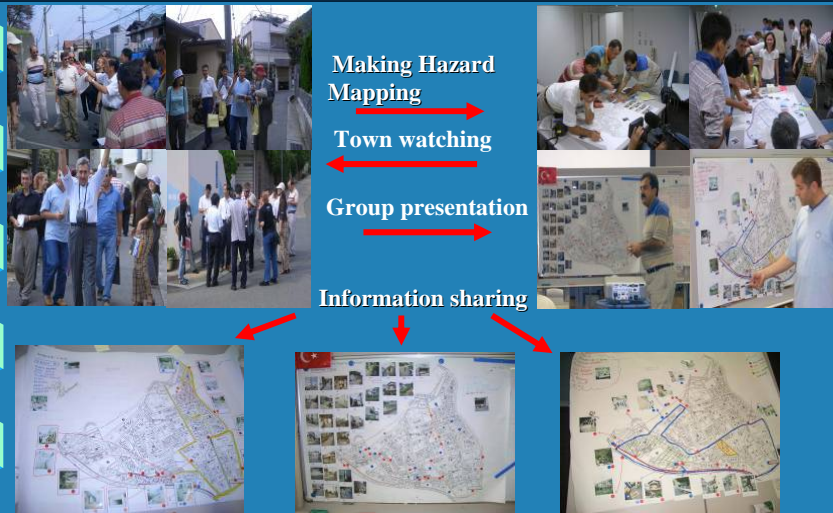 Making Hazard
Mapping
Town watching
Group presentation
Information sharing